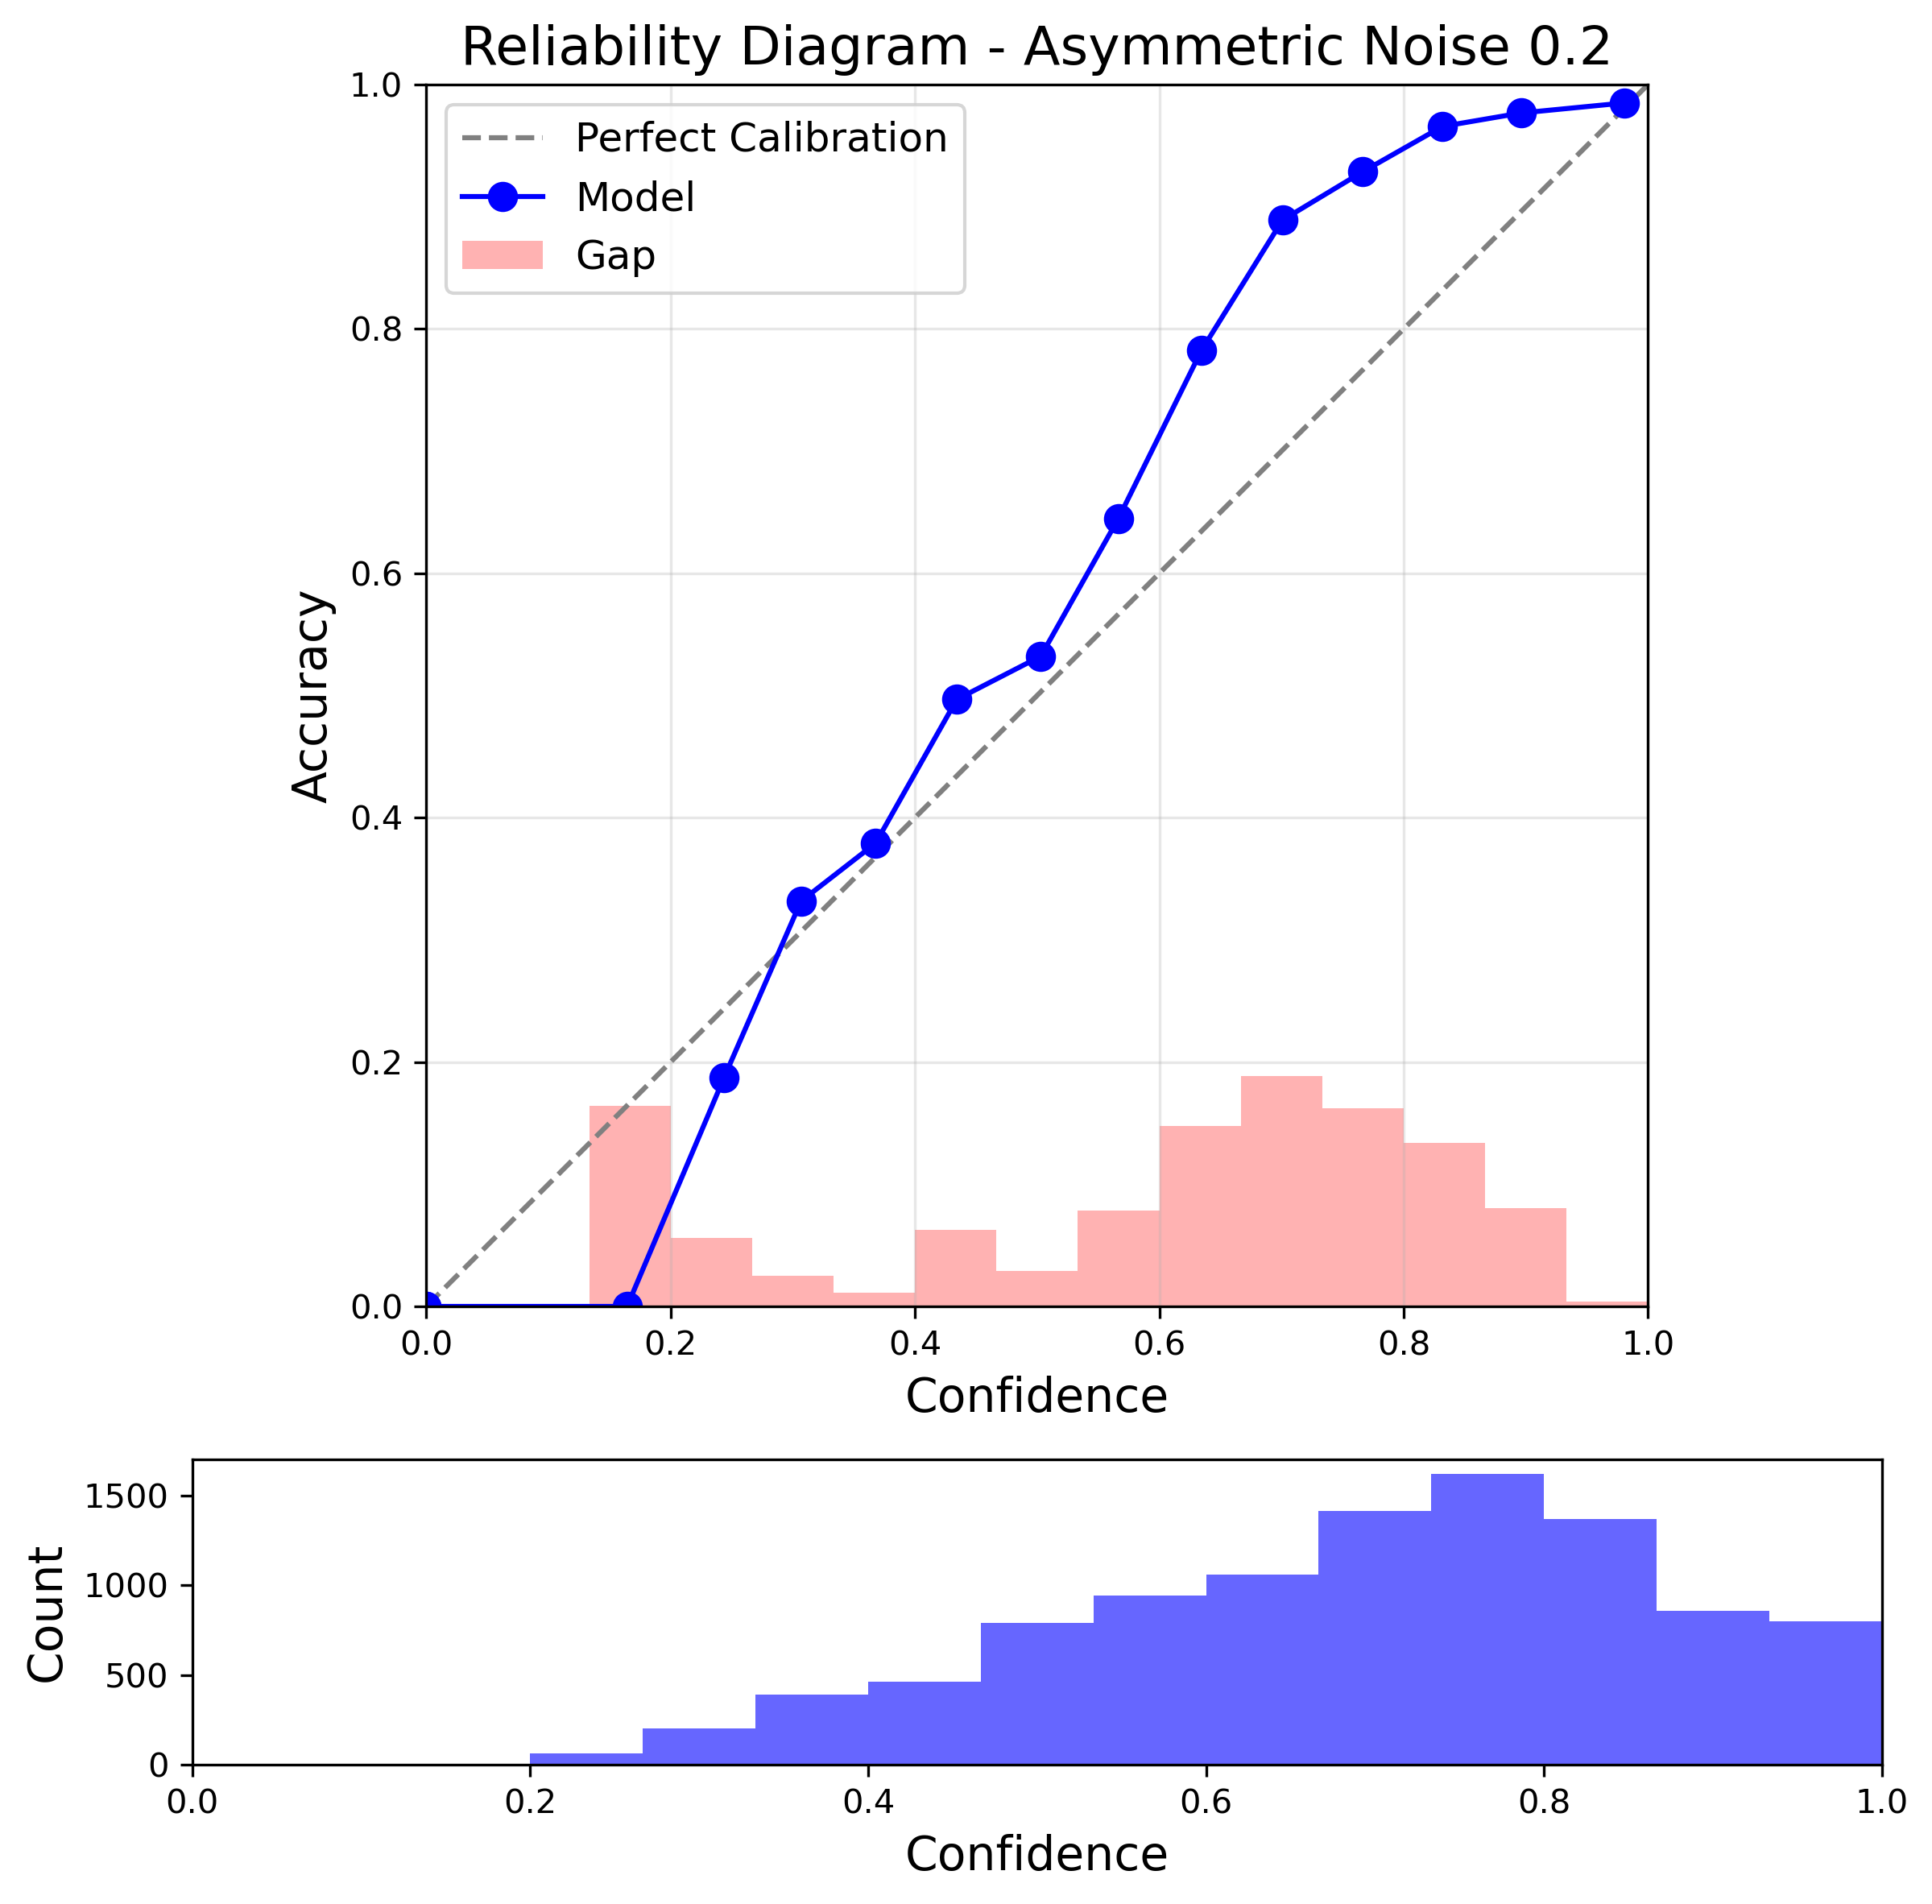 Reliability Diagram - Asymmetric Noise 0.2
Perfect Calibration
Model
Gap
1.0
0.8
0.6
0.4
0.2
0.0
Accuracy
0.0 0.2 0.4 0.6 0.8 1.0
Confidence
1500
1000
500
0
Count
0.0 0.2 0.4 0.6 0.8 1.0
Confidence